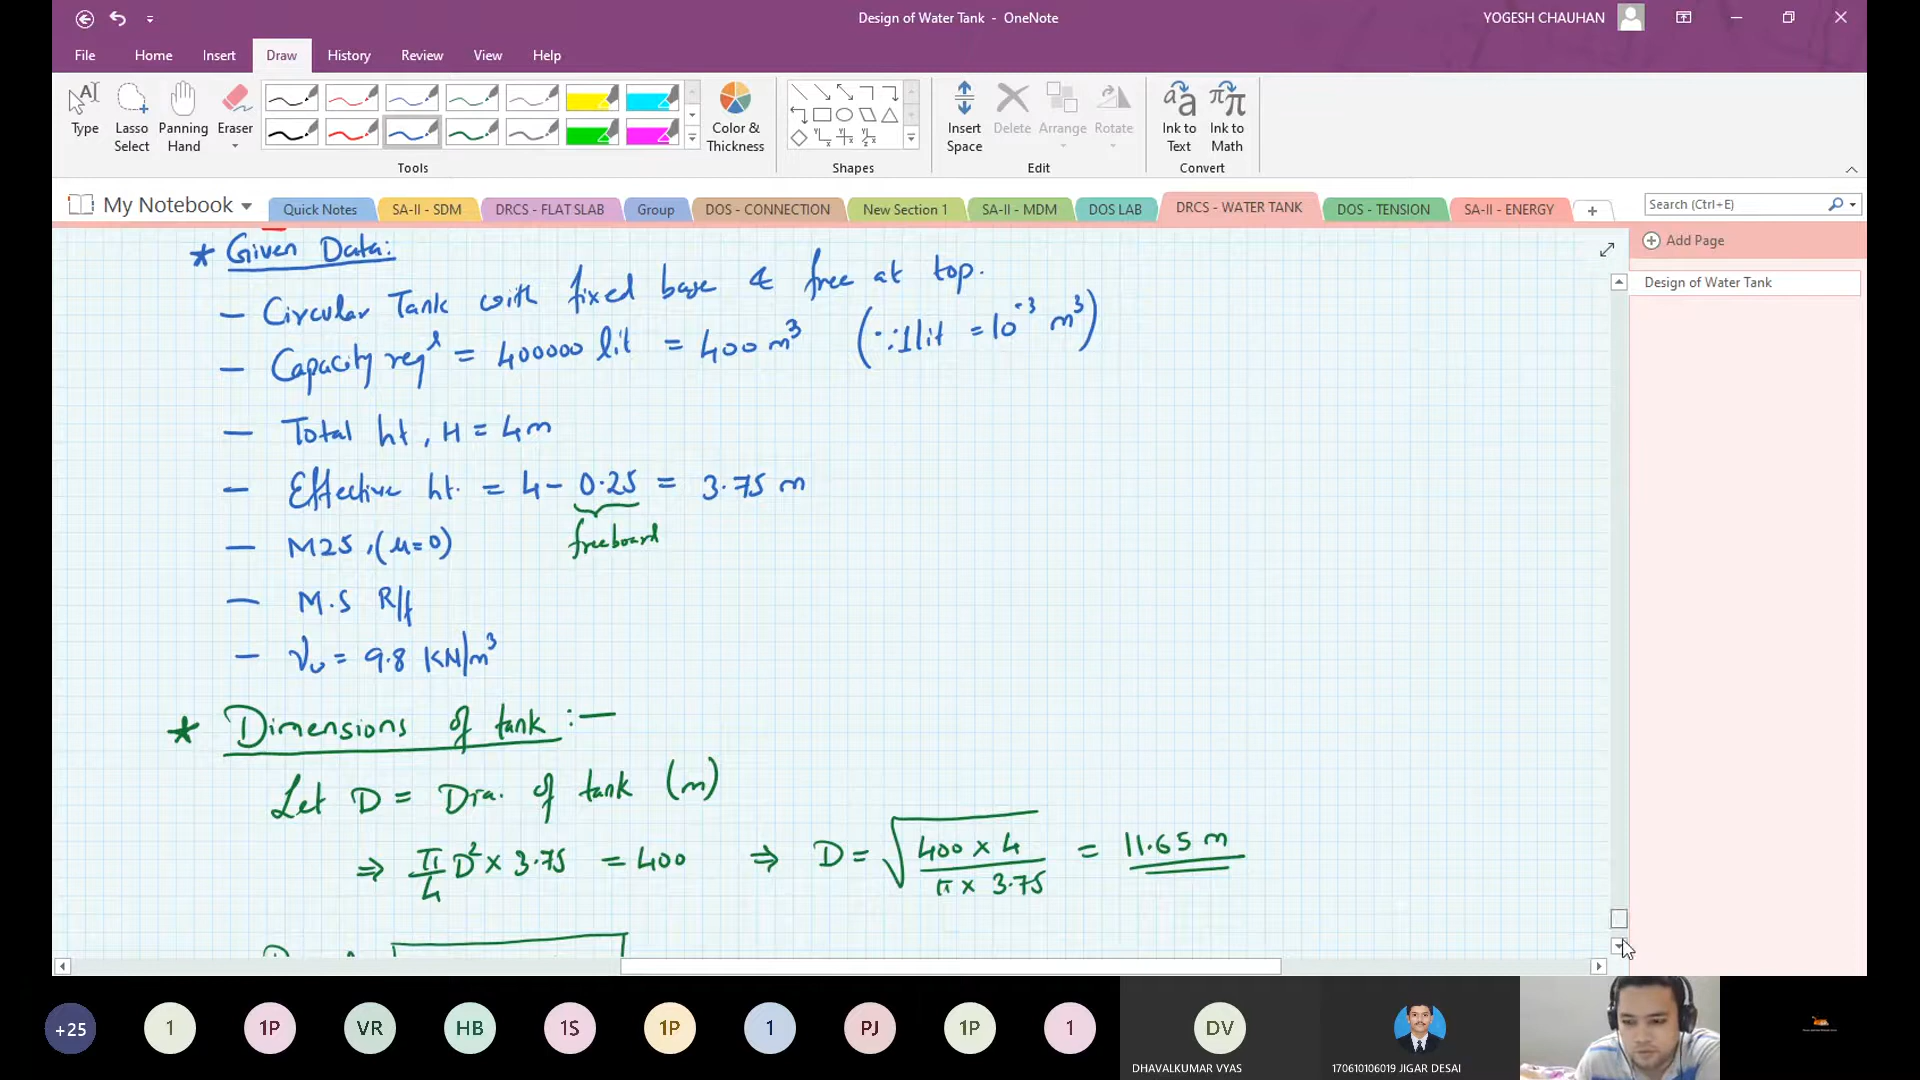 Design of Water Tank - OneNote
YOGESH CHAUHAN
File Home Insert Draw History Review View Help
Type
Lasso Select
Panning Hand
Eraser
Color & Thickness
Insert Space
Delete
Arrange
Rotate
Ink to Text
Ink to Math
Tools
Shapes
Edit
Convert
My Notebook
Quick Notes
SA-II - SDM
DRCS - FLAT SLAB
Group
DOS - CONNECTION
New Section 1
SA-II - MDM
DOS LAB
DRCS - WATER TANK
DOS - TENSION
SA-II - ENERGY
Search (Ctrl+E)
Add Page
Design of Water Tank
* Given Data:
- Circular Tank with fixed base & free at top.
- Capacity reqd = 400000 lit = 400 m³ (∵ 1 lit = 10⁻³ m³)
- Total ht, H = 4m
- Effective ht. = 4 - 0.25 = 3.75 m
freeboard
- M25, (μ=0)
- M.S R/f
- γw = 9.8 KN/m³
* Dimensions of tank :-
Let D = Dia. of tank (m)
⇒ π/4 D² × 3.75 = 400 ⇒ D = √(400 × 4 / π × 3.75) = 11.65 m
+25
1
1P
VR
HB
1S
1P
1
PJ
1P
1
DV
DHAVALKUMAR VYAS
170610106019 JIGAR DESAI